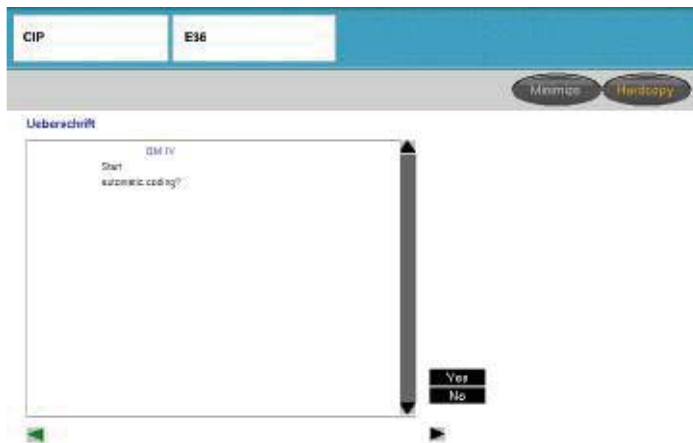 CIP
E36
Minimize
Hardcopy
Ueberschrift
GM IV
Start
automatic coding?
Yes
No